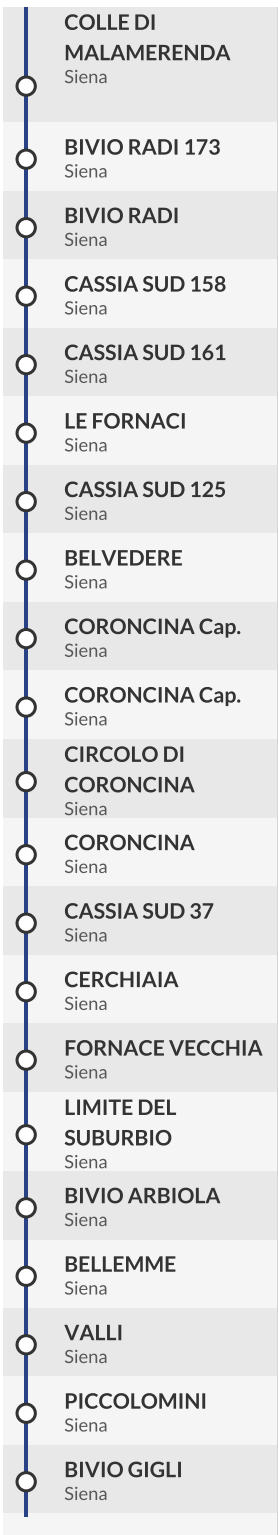 COLLE DI
MALAMERENDA
Siena
BIVIO RADI 173
Siena
BIVIO RADI
Siena
CASSIA SUD 158
Siena
CASSIA SUD 161
Siena
LE FORNACI
Siena
CASSIA SUD 125
Siena
BELVEDERE
Siena
CORONCINA Cap.
Siena
CORONCINA Cap.
Siena
CIRCOLO DI
CORONCINA
Siena
CORONCINA
Siena
CASSIA SUD 37
Siena
CERCHIAIA
Siena
FORNACE VECCHIA
Siena
LIMITE DEL
SUBURBIO
Siena
BIVIO ARBIOLA
Siena
BELLEMME
Siena
VALLI
Siena
PICCOLOMINI
Siena
BIVIO GIGLI
Siena